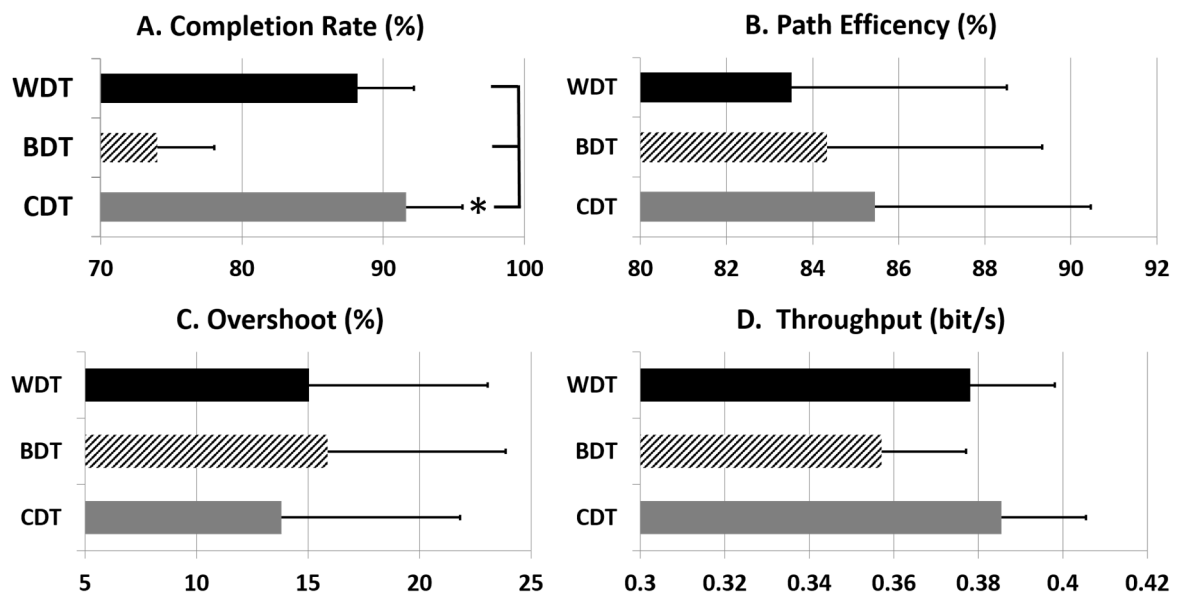 A. Completion Rate (%)
WDT
BDT
CDT
*
70 80 90 100
B. Path Efficency (%)
WDT
BDT
CDT
80 82 84 86 88 90 92
C. Overshoot (%)
WDT
BDT
CDT
5 10 15 20 25
D. Throughput (bit/s)
WDT
BDT
CDT
0.3 0.32 0.34 0.36 0.38 0.4 0.42